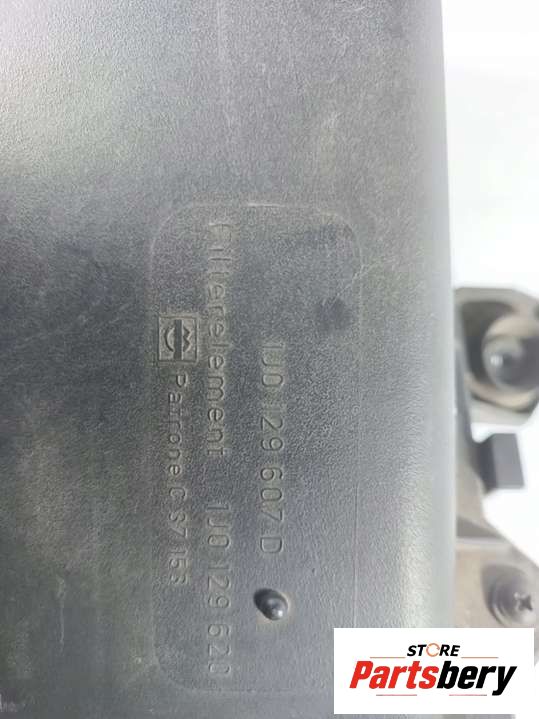 1J0 129 607 D
Filterelement 1J0 129 620
Patrone C 37 153
STORE
Partsbery